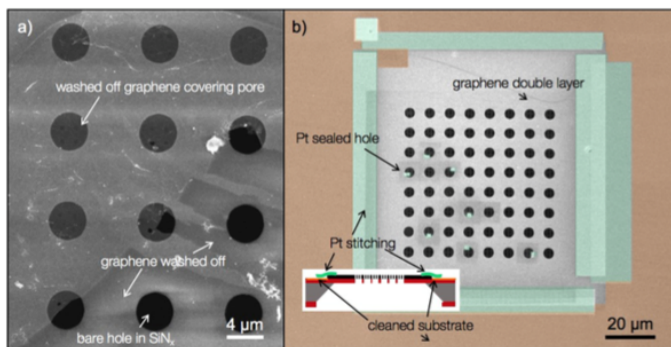 a)
washed off graphene covering pore
graphene washed off
bare hole in SiNₓ
4 µm
b)
graphene double layer
Pt sealed hole
Pt stitching
cleaned substrate
20 µm